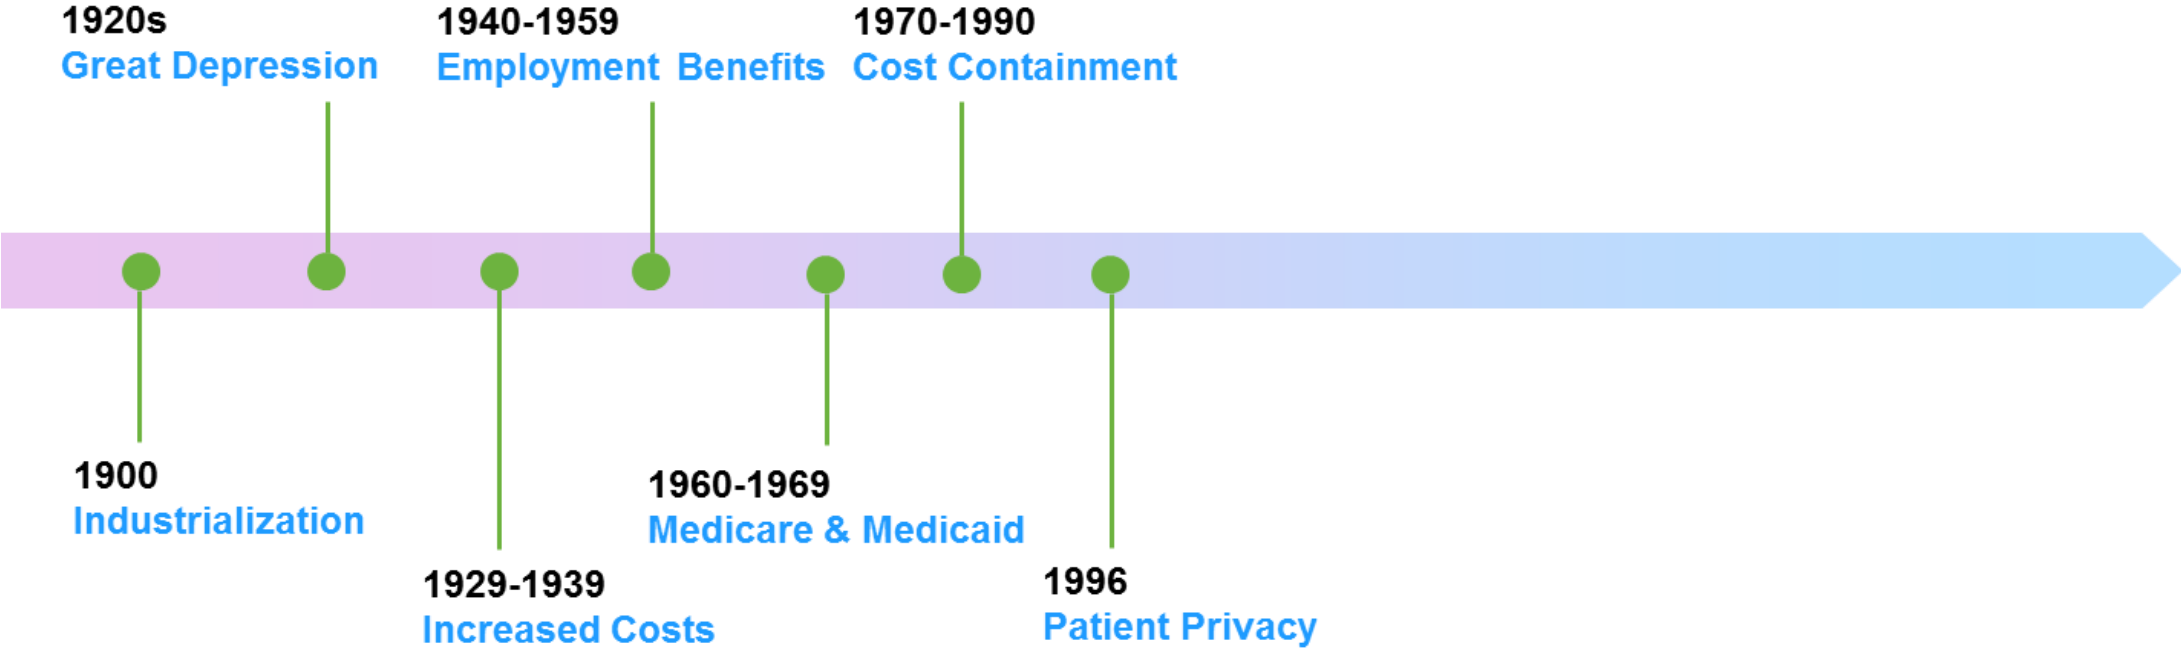 1920s
Great Depression
1940-1959
Employment Benefits
1970-1990
Cost Containment
1900
Industrialization
1960-1969
Medicare & Medicaid
1929-1939
Increased Costs
1996
Patient Privacy